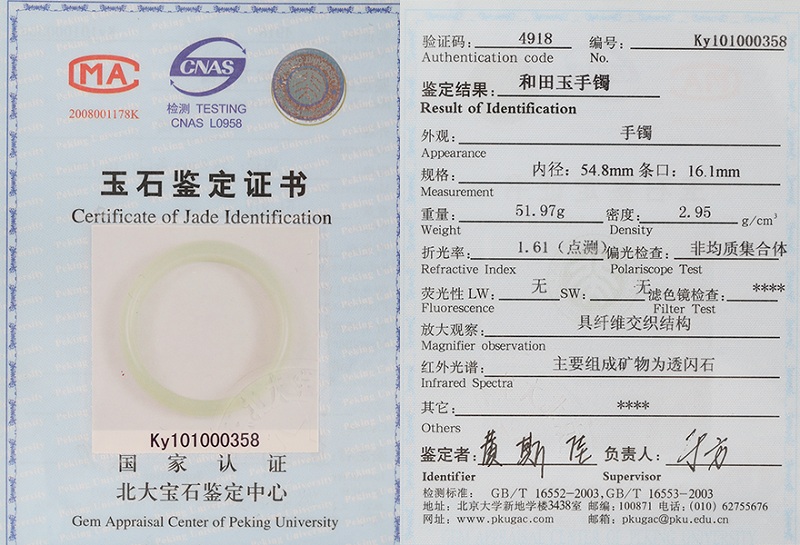 MA
2008001178K
CNAS
检测 TESTING
CNAS L0958
玉石鉴定证书
Certificate of Jade Identification
Ky101000358
国家认证
北大宝石鉴定中心
Gem Appraisal Center of Peking University
验证码: 4918 编号: Ky101000358
Authentication code No.
鉴定结果: 和田玉手镯
Result of Identification
外观: 手镯
Appearance
规格: 内径: 54.8mm 条口: 16.1mm
Measurement
重量: 51.97g 密度: 2.95 g/cm³
Weight Density
折光率: 1.61（点测） 偏光检查: 非均质集合体
Refractive Index Polariscope Test
荧光性 LW: 无 SW: 无 滤色镜检查: ****
Fluorescence Filter Test
放大观察: 具纤维交织结构
Magnifier observation
红外光谱: 主要组成矿物为透闪石
Infrared Spectra
其它: ****
Others
鉴定者: 负责人:
Identifier Supervisor
检测标准: GB/T 16552-2003,GB/T 16553-2003
地址: 北京大学新地学楼3438室 邮编: 100871 电话: (010) 62755676
网址: www.pkugac.com 邮箱: pkugac@pku.edu.cn